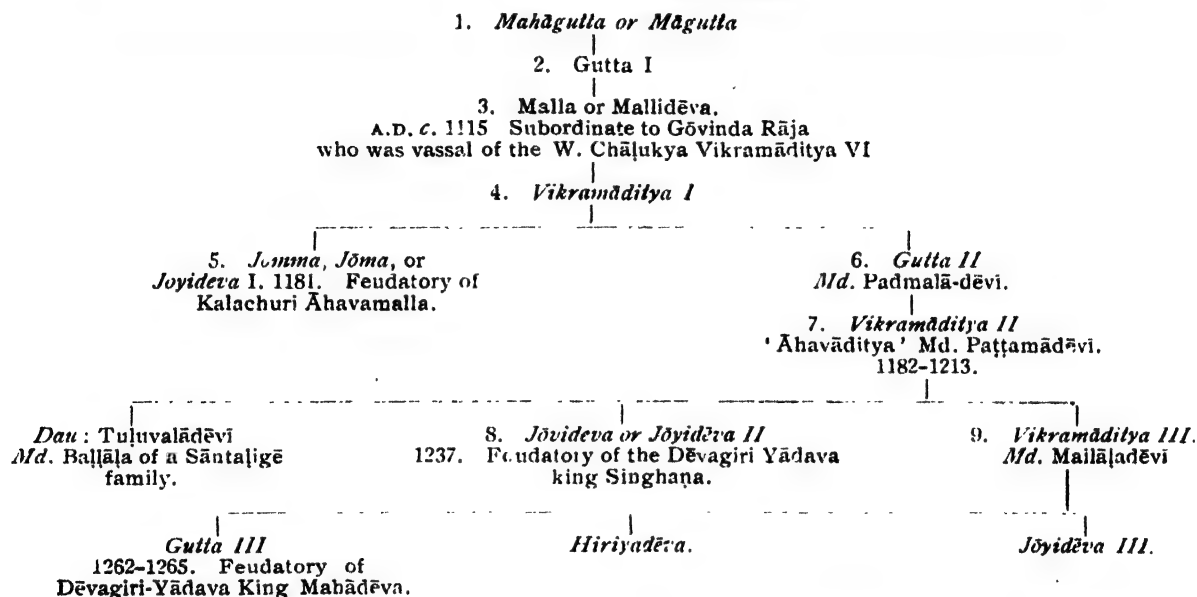 1. Mahāgutta or Māgutta
2. Gutta I
3. Malla or Mallidēva.
A.D. c. 1115 Subordinate to Gōvinda Rāja
who was vassal of the W. Chāḷukya Vikramāditya VI
4. Vikramāditya I
5. Jomma, Jōma, or
Joyideva I. 1181. Feudatory of
Kalachuri Āhavamalla.
6. Gutta II
Md. Padmalā-dēvi.
7. Vikramāditya II
' Āhavāditya ' Md. Paṭṭamādēvi.
1182-1213.
Dau : Tuḷuvalādēvi
Md. Baḷḷāḷa of a Sāntaḷigē
family.
8. Jōvideva or Jōyidēva II
1237. Feudatory of the Dēvagiri Yādava
king Singhaṇa.
9. Vikramāditya III.
Md. Mailāḷadēvi
Gutta III
1262-1265. Feudatory of
Dēvagiri-Yādava King Mahādēva.
Hiriyadēva.
Jōyidēva III.